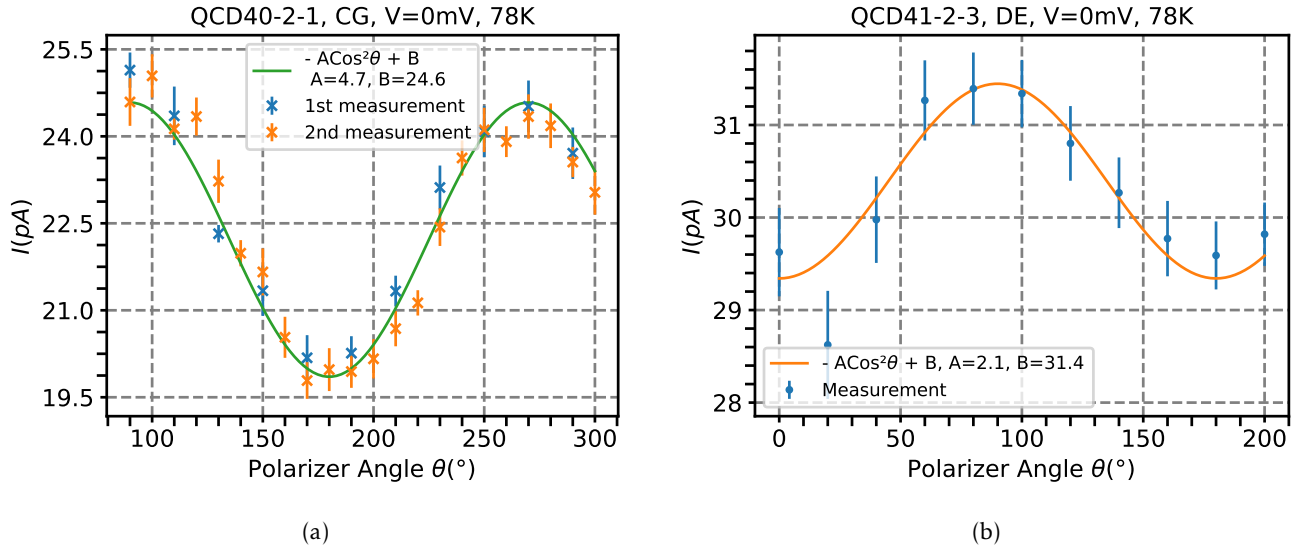 QCD40-2-1, CG, V=0mV, 78K
25.5
24.0
22.5
21.0
19.5
I(pA)
- ACos²θ + B
A=4.7, B=24.6
1st measurement
2nd measurement
100
150
200
250
300
Polarizer Angle θ(°)
(a)
QCD41-2-3, DE, V=0mV, 78K
31
30
29
28
I(pA)
- ACos²θ + B, A=2.1, B=31.4
Measurement
0
50
100
150
200
Polarizer Angle θ(°)
(b)